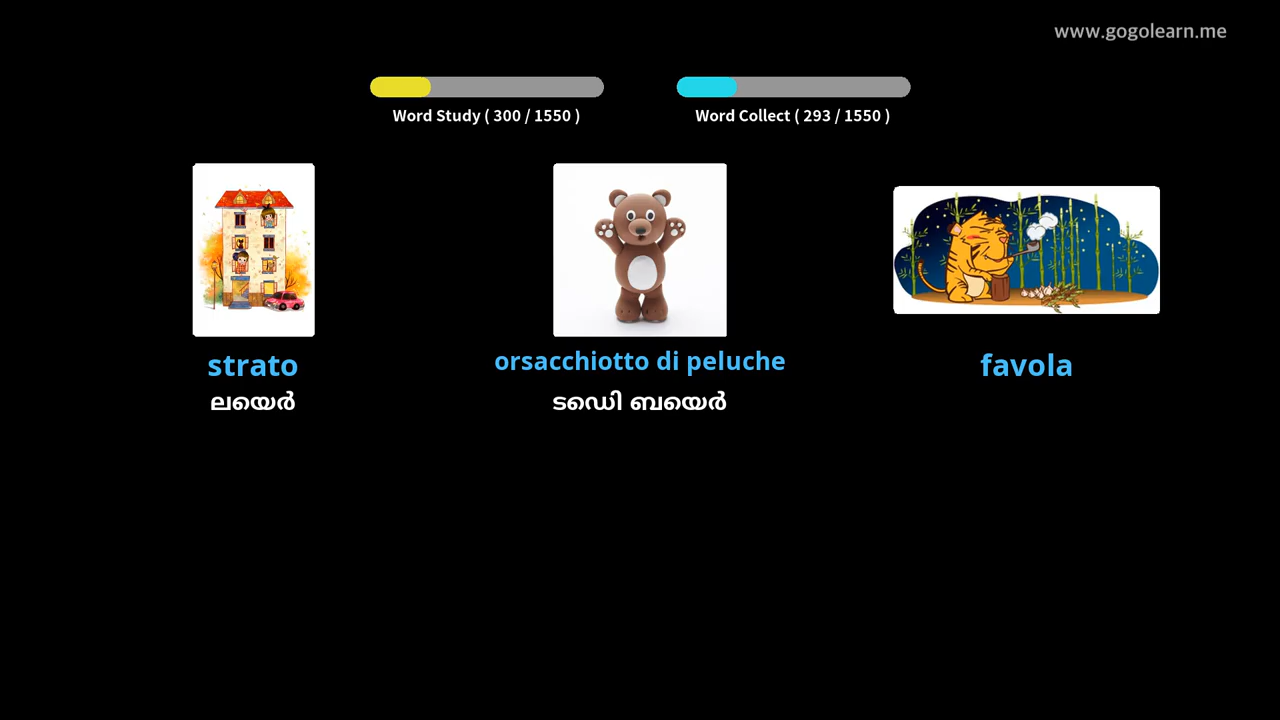 www.gogolearn.me
Word Study ( 300 / 1550 )
Word Collect ( 293 / 1550 )
strato
ലയെർ
orsacchiotto di peluche
ടഡെി ബയെർ
favola